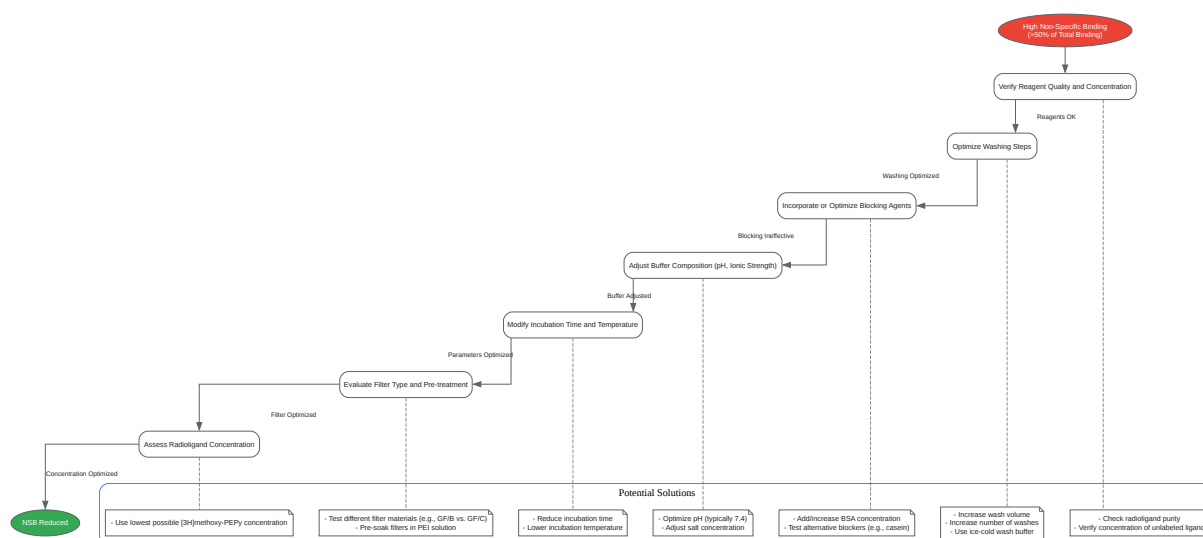 High Non-Specific Binding
(>50% of Total Binding)
Verify Reagent Quality and Concentration
Reagents OK
Optimize Washing Steps
Washing Optimized
Incorporate or Optimize Blocking Agents
Blocking Ineffective
Adjust Buffer Composition (pH, Ionic Strength)
Buffer Adjusted
Modify Incubation Time and Temperature
Parameters Optimized
Evaluate Filter Type and Pre-treatment
Filter Optimized
Assess Radioligand Concentration
Concentration Optimized
NSB Reduced
Potential Solutions
- Use lowest possible [3H]methoxy-PEPy concentration
- Test different filter materials (e.g., GF/B vs. GF/C)
- Pre-soak filters in PEI solution
- Reduce incubation time
- Lower incubation temperature
- Optimize pH (typically 7.4)
- Adjust salt concentration
- Add/increase BSA concentration
- Test alternative blockers (e.g., casein)
- Increase wash volume
- Increase number of washes
- Use ice-cold wash buffer
- Check radioligand purity
- Verify concentration of unlabeled ligand